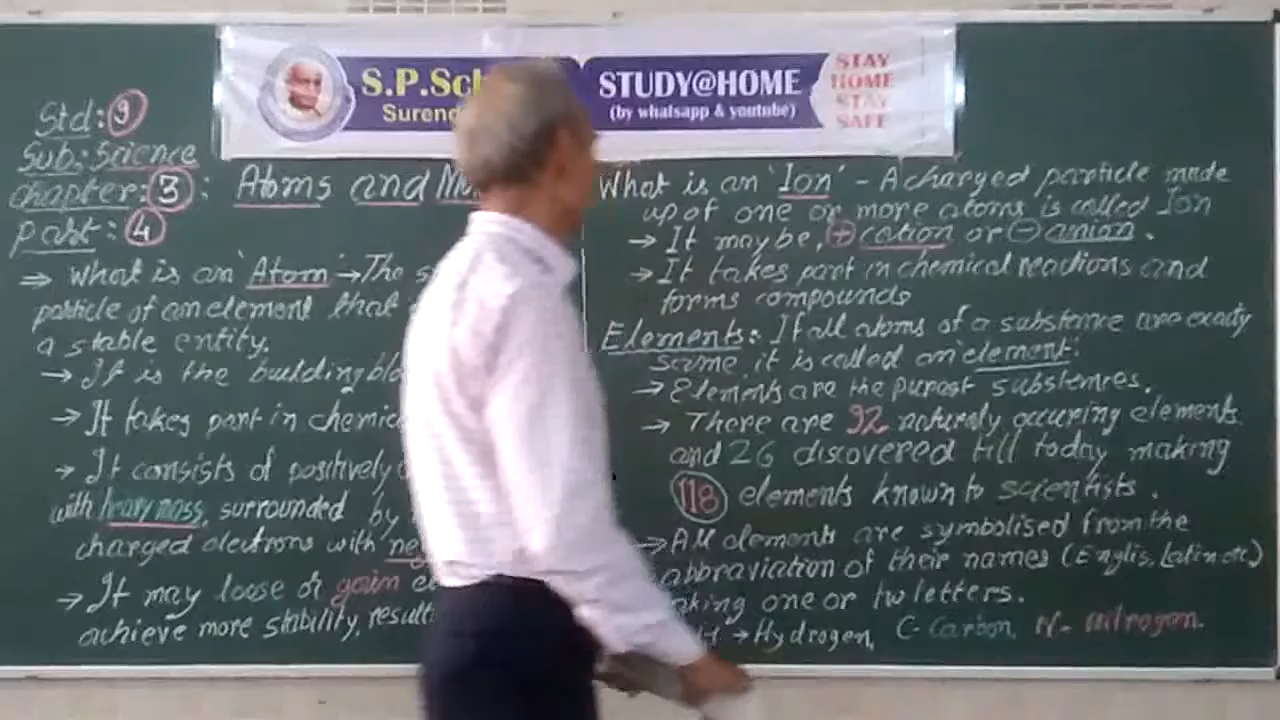 S.P.Sc
Suren
STUDY@HOME
(by whatsapp & youtube)
STAY
HOME
STAY
SAFE
Std: 9
Sub: Science
Chapter: 3 : Atoms and M
part: 4
⇒ What is an 'Atom' → The s
particle of an element that
a stable entity.
→ It is the building blo
→ It takes part in chemic
→ It consists of positively
with heavy mass, surrounded by
charged electrons with ne
→ It may loose or gain e
achieve more stability, result
What is an 'Ion' - A charged particle made
up of one or more atoms is called Ion
→ It maybe, + cation or - anion.
→ It takes part in chemical reactions and
forms compounds
Elements: If all atoms of a substance are exactly
same, it is called an 'element'.
→ Elements are the purest substences.
→ There are 92 naturaly occuring elements
and 26 discovered till today making
118 elements known to scientists.
→ All elements are symbolised from the
abbraviation of their names (Englis, Latin etc)
aking one or two letters.
H → Hydrogen, C- Carbon, N- nitrogen.